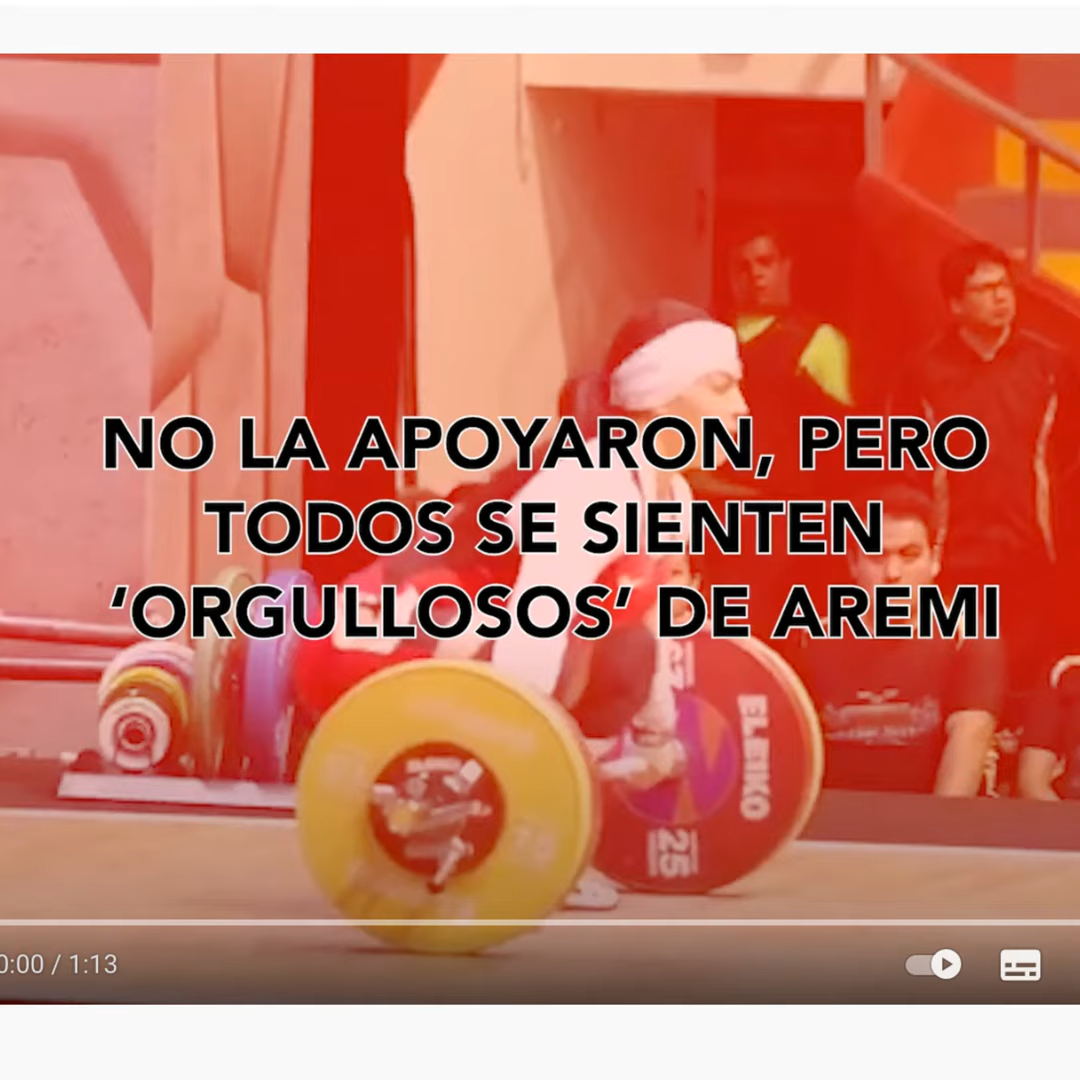 NO LA APOYARON, PERO
TODOS SE SIENTEN
‘ORGULLOSOS’ DE AREMI
ELEIKO
25
0:00 / 1:13